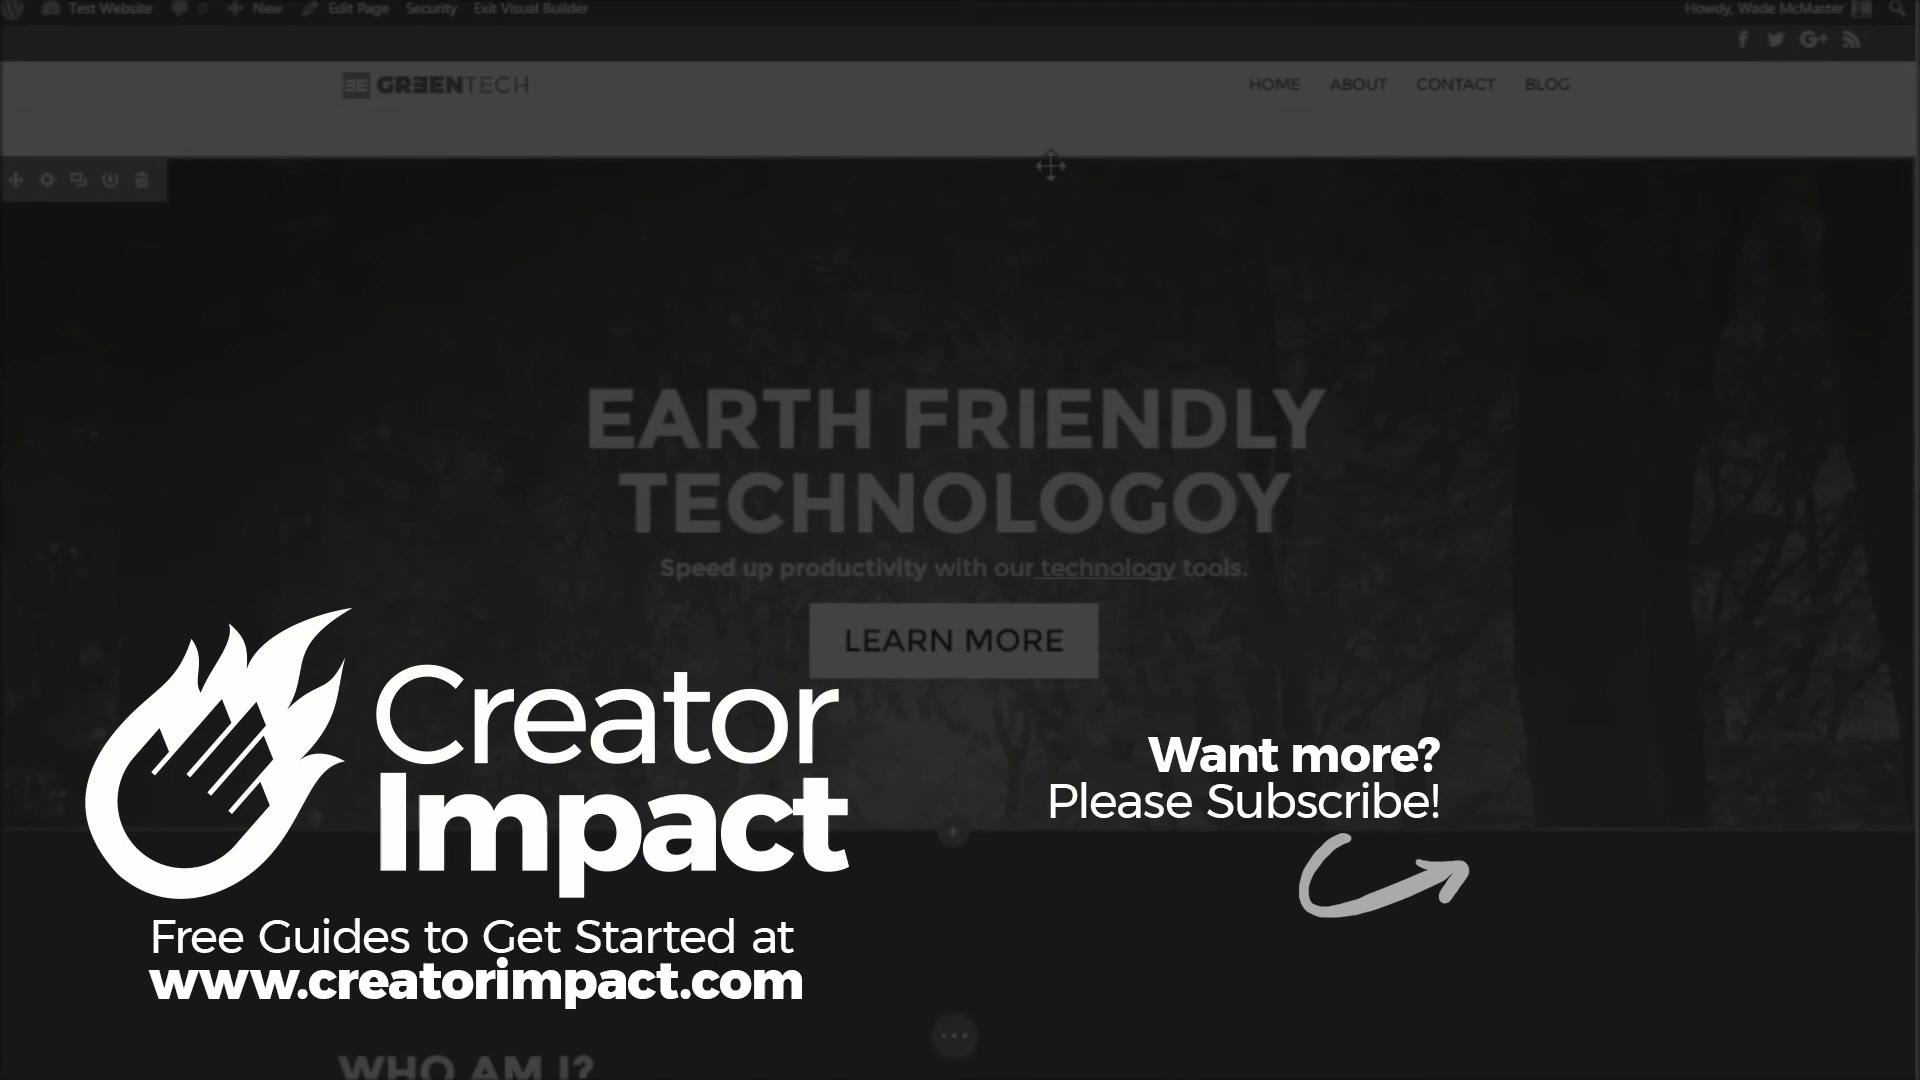 Test Website 0 New Edit Page Security Exit Visual Builder Howdy, Wade McMaster
GREENTECH HOME ABOUT CONTACT BLOG
EARTH FRIENDLY
TECHNOLOGOY
Speed up productivity with our technology tools.
LEARN MORE
Creator
Impact
Free Guides to Get Started at
www.creatorimpact.com
Want more?
Please Subscribe!
WHO AM I?